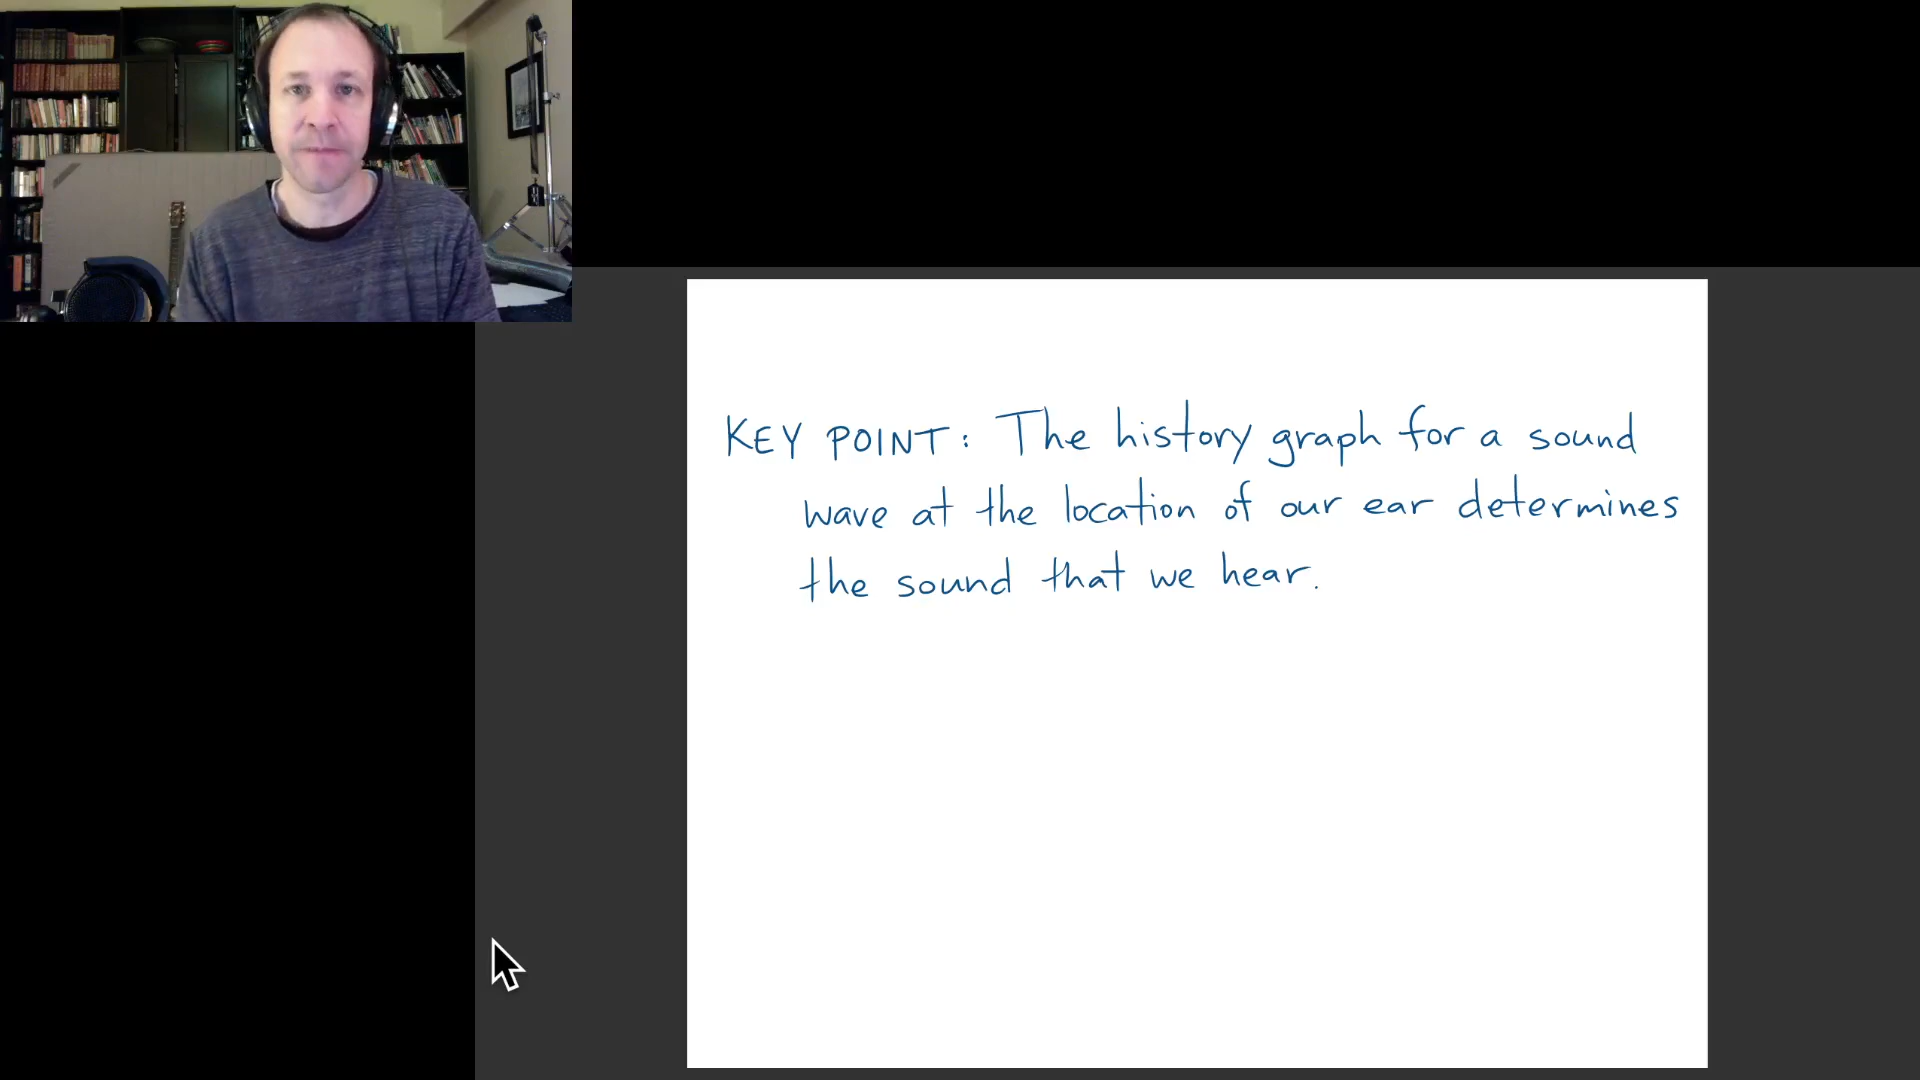 KEY POINT: The history graph for a sound
wave at the location of our ear determines
the sound that we hear.